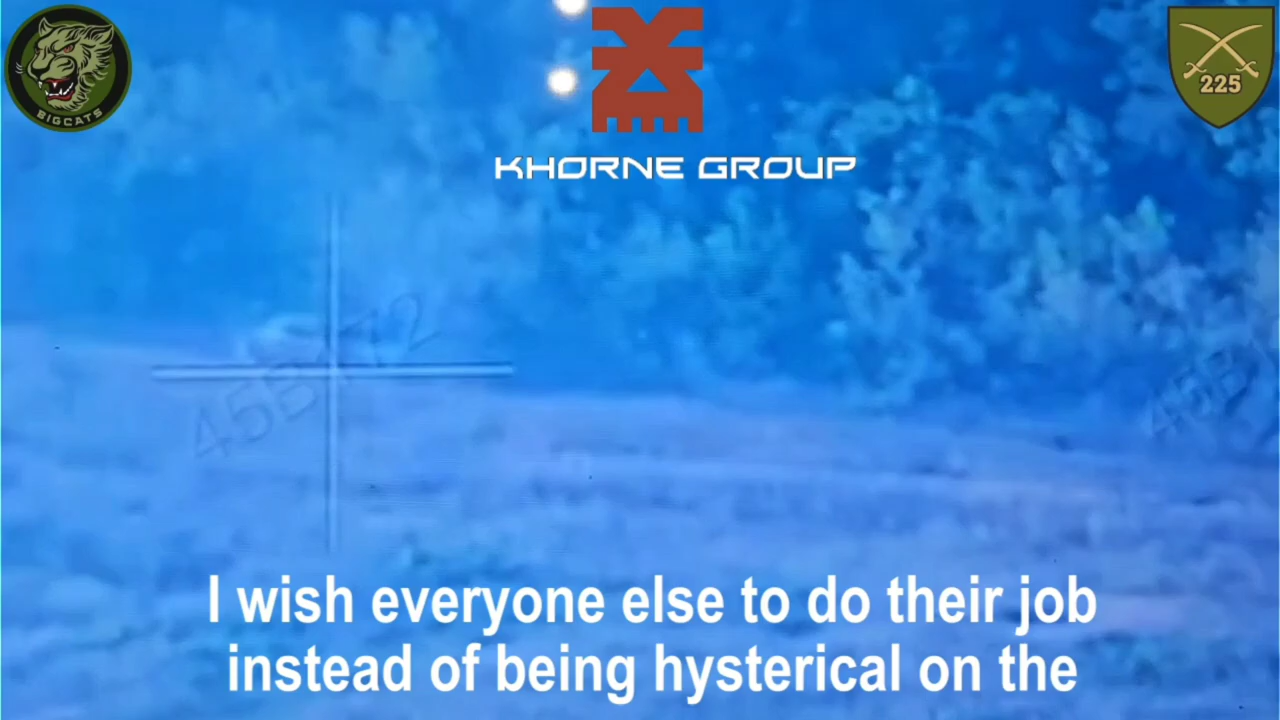 BIGCATS
225
KHORNE GROUP
I wish everyone else to do their job
instead of being hysterical on the